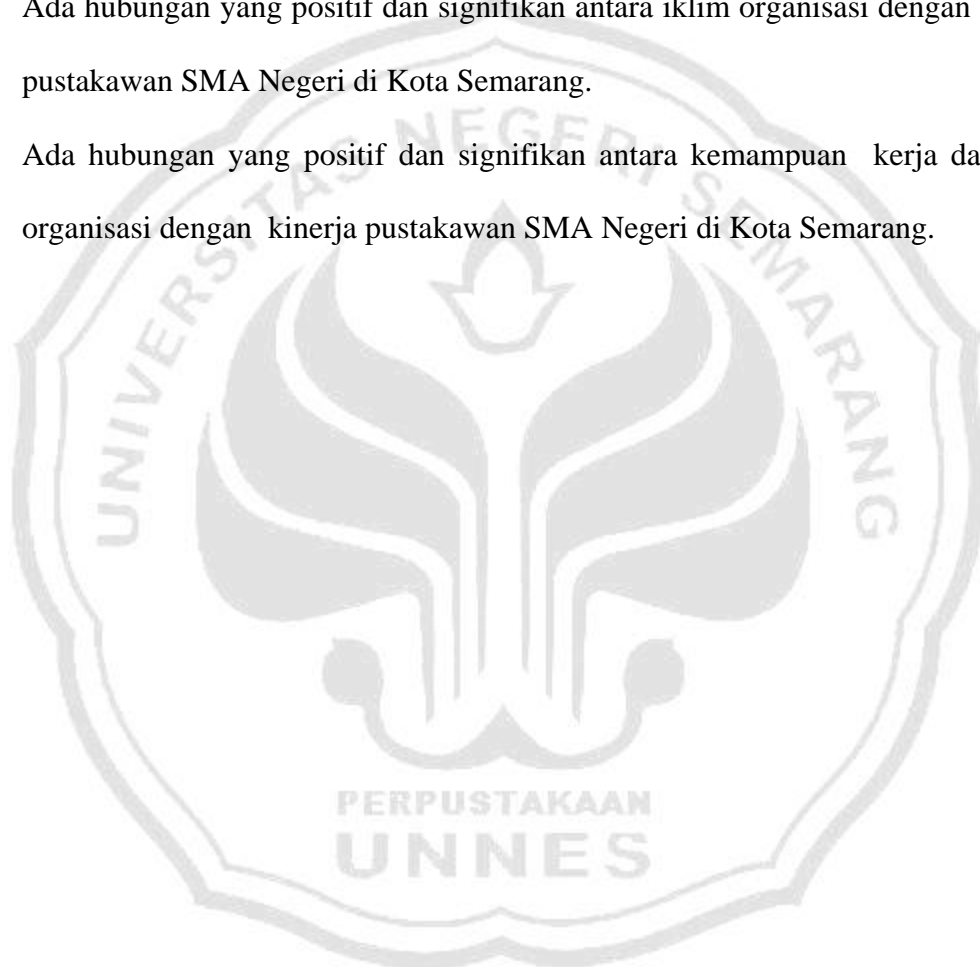 Ada hubungan yang positif dan signifikan antara iklim organisasi dengan
pustakawan SMA Negeri di Kota Semarang.
Ada hubungan yang positif dan signifikan antara kemampuan kerja da
organisasi dengan kinerja pustakawan SMA Negeri di Kota Semarang.
UNIVERSITAS NEGERI SEMARANG
PERPUSTAKAAN
UNNES